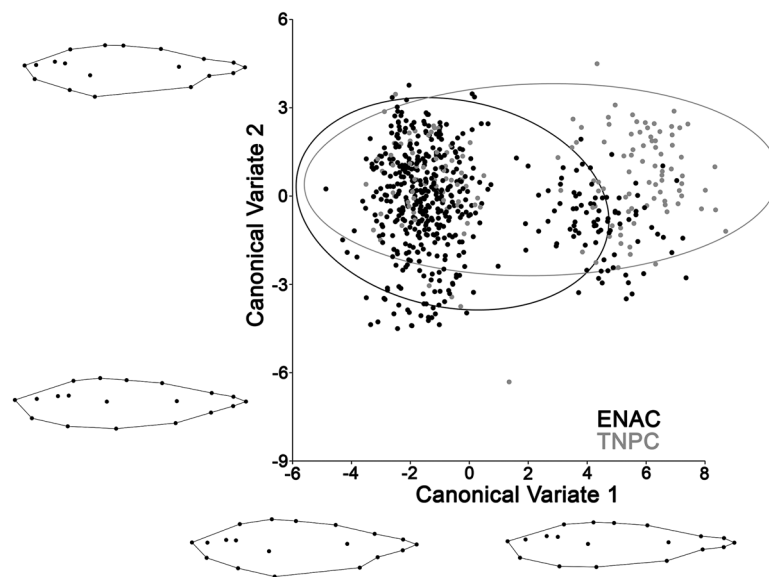 6
3
0
-3
-6
-9
Canonical Variate 2
ENAC
TNPC
-6 -4 -2 0 2 4 6 8
Canonical Variate 1